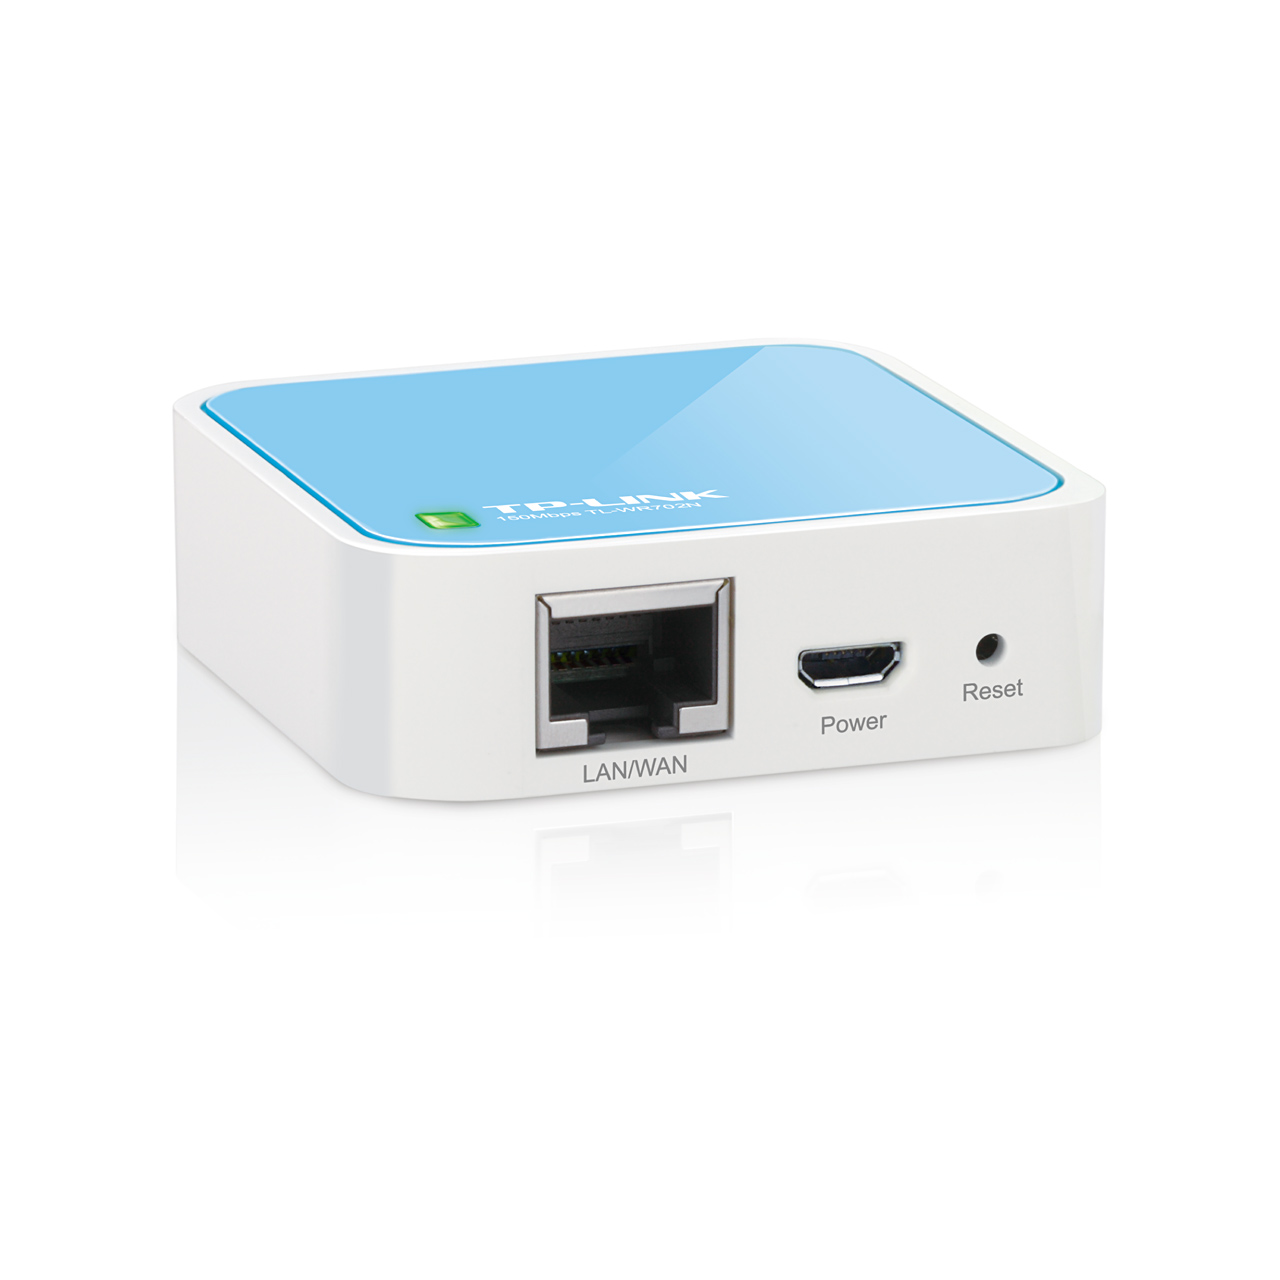 TP-LINK
150Mbps TL-WR702N
LAN/WAN
Power
Reset